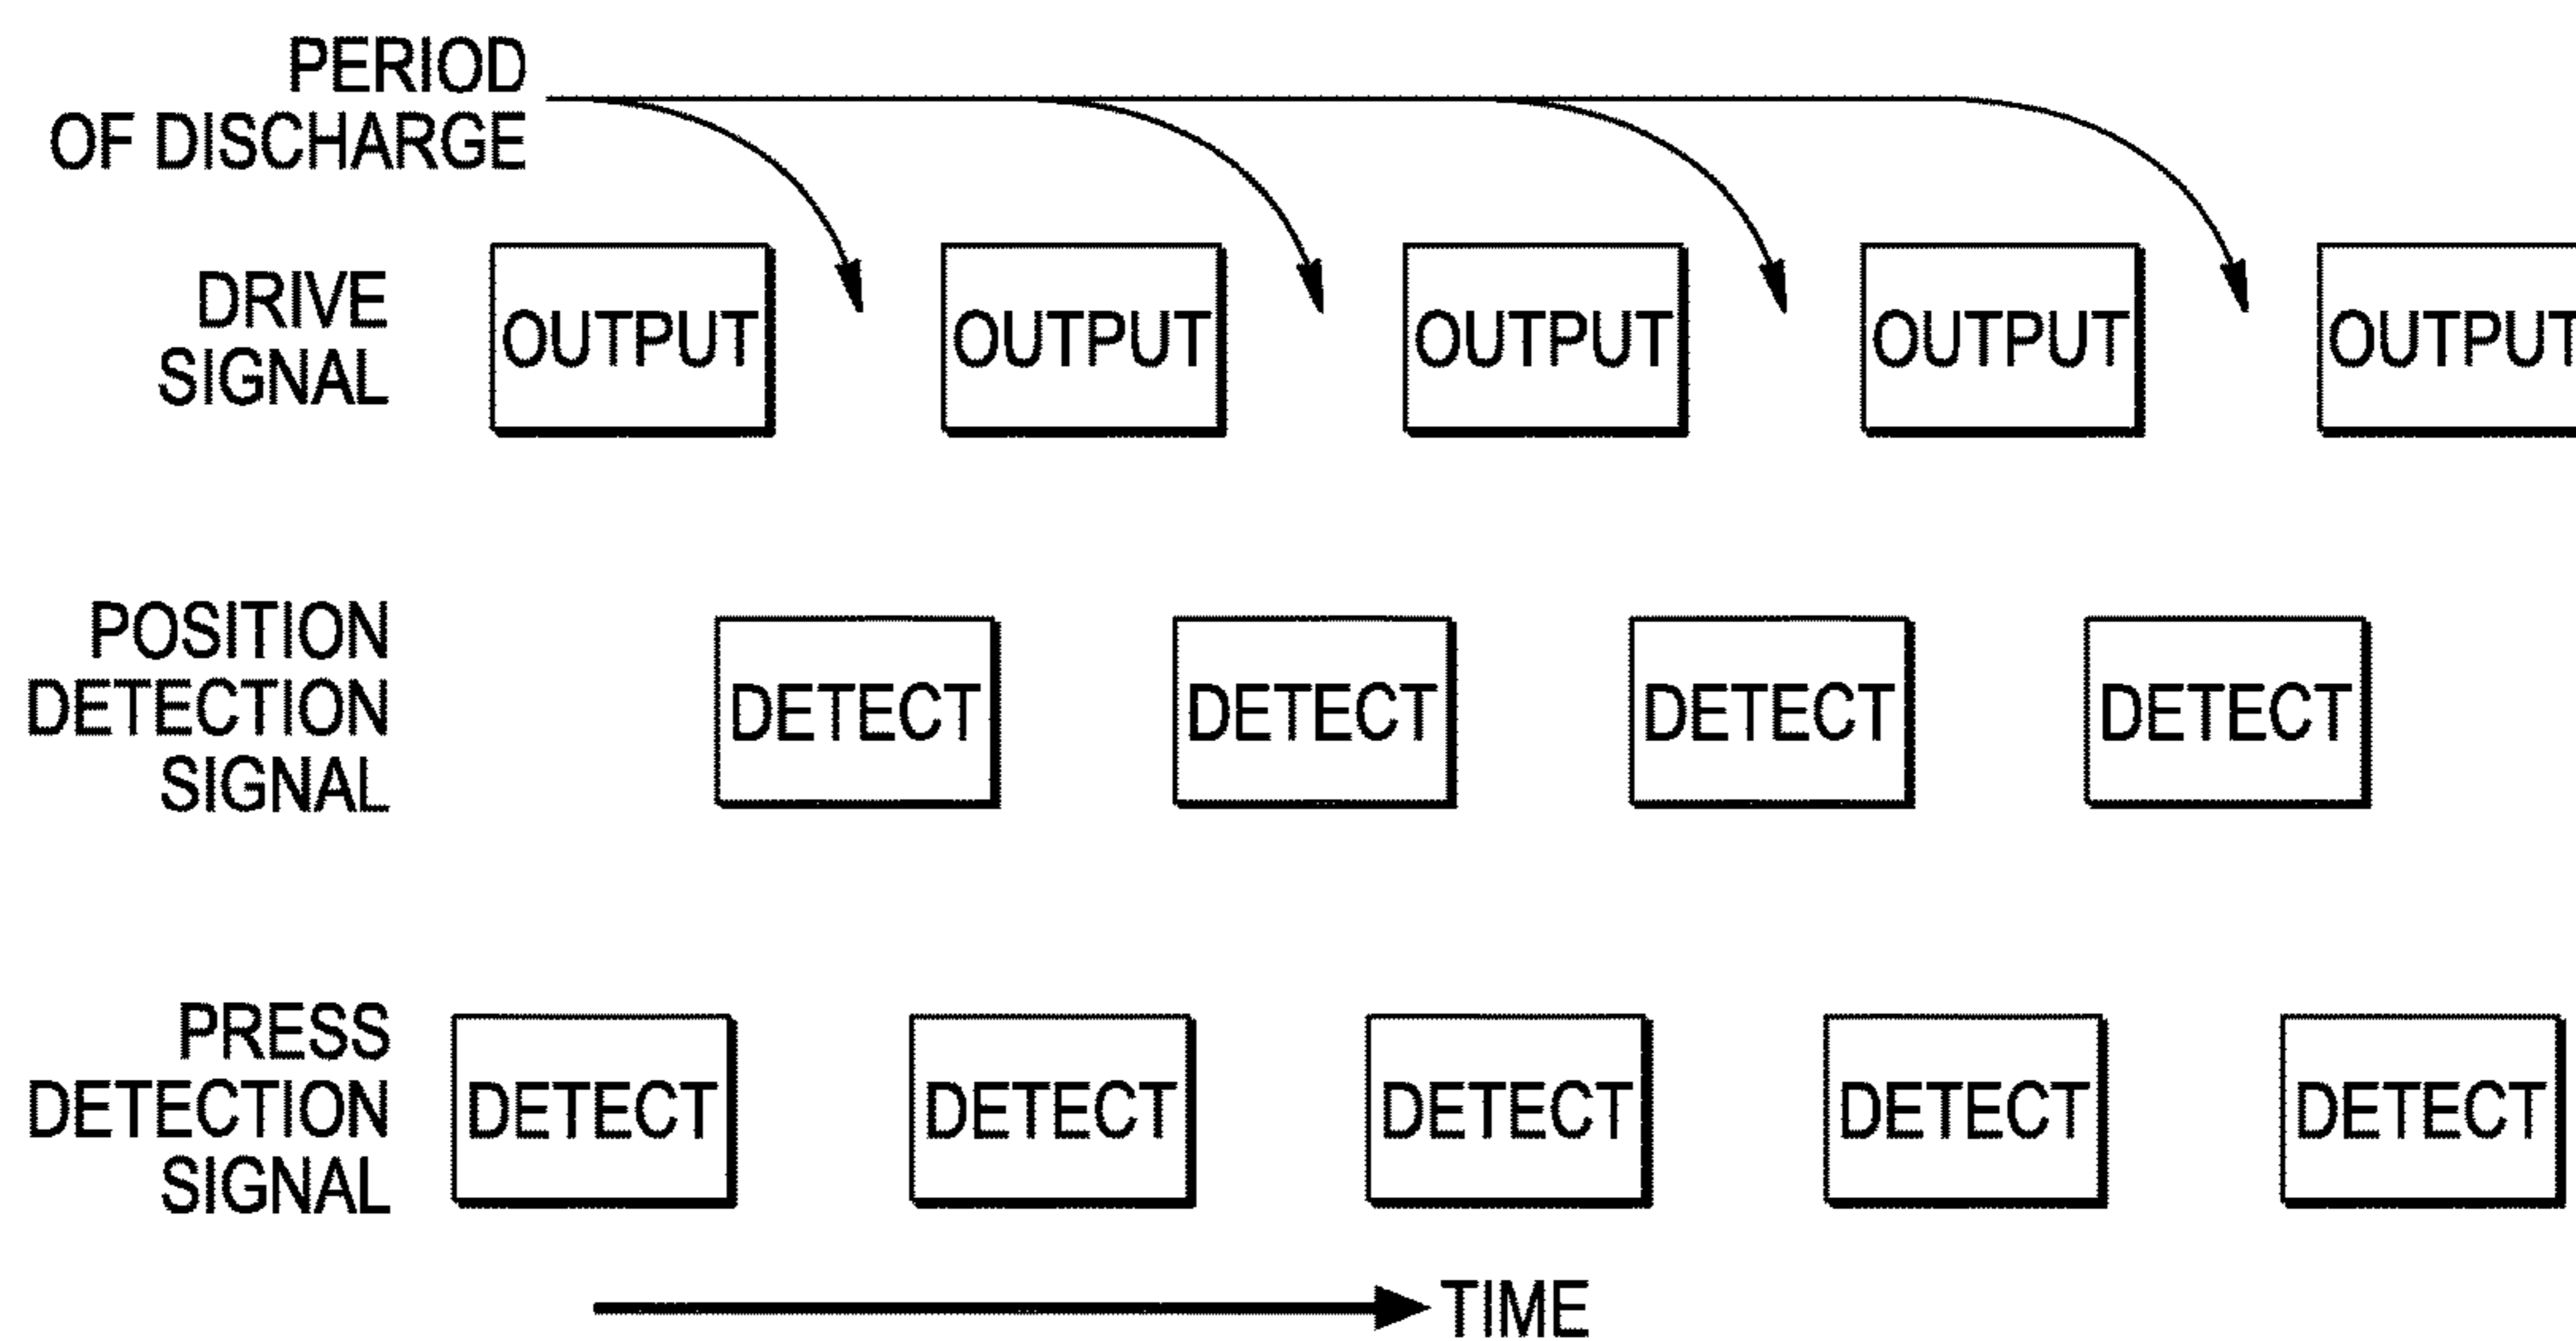 PERIOD
OF DISCHARGE
DRIVE
SIGNAL
OUTPUT OUTPUT OUTPUT OUTPUT OUTPUT
POSITION
DETECTION
SIGNAL
DETECT DETECT DETECT DETECT
PRESS
DETECTION
SIGNAL
DETECT DETECT DETECT DETECT DETECT
TIME